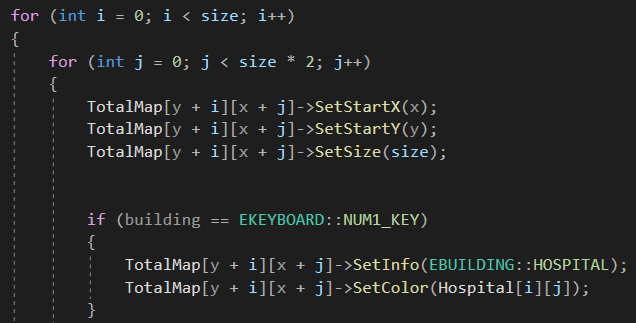 for (int i = 0; i < size; i++)
{
for (int j = 0; j < size * 2; j++)
{
TotalMap[y + i][x + j]->SetStartX(x);
TotalMap[y + i][x + j]->SetStartY(y);
TotalMap[y + i][x + j]->SetSize(size);
if (building == EKEYBOARD::NUM1_KEY)
{
TotalMap[y + i][x + j]->SetInfo(EBUILDING::HOSPITAL);
TotalMap[y + i][x + j]->SetColor(Hospital[i][j]);
}